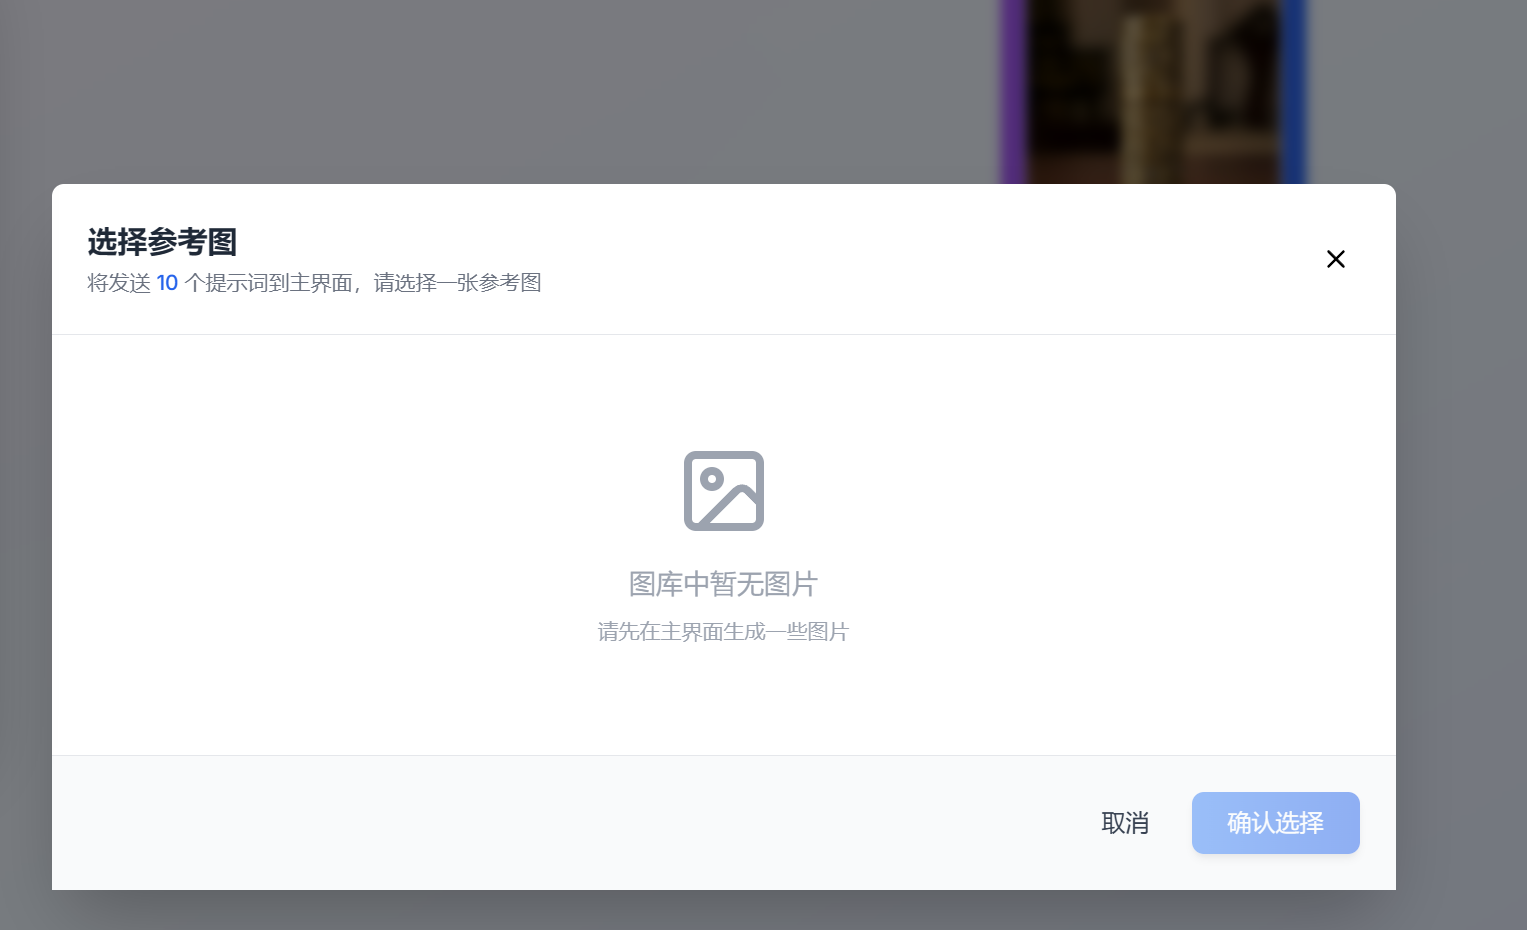 选择参考图
将发送 10 个提示词到主界面，请选择一张参考图
图库中暂无图片
请先在主界面生成一些图片
取消
确认选择